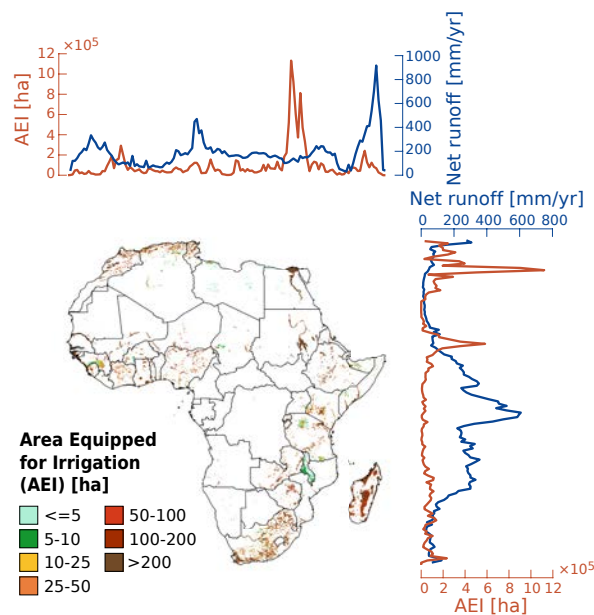 ×10⁵
12
10
8
6
4
2
0
AEI [ha]
1000
800
600
400
200
0
Net runoff [mm/yr]
Net runoff [mm/yr]
0 200 400 600 800
Area Equipped
for Irrigation
(AEI) [ha]
<=5
5-10
10-25
25-50
50-100
100-200
>200
×10⁵
0 2 4 6 8 10 12
AEI [ha]